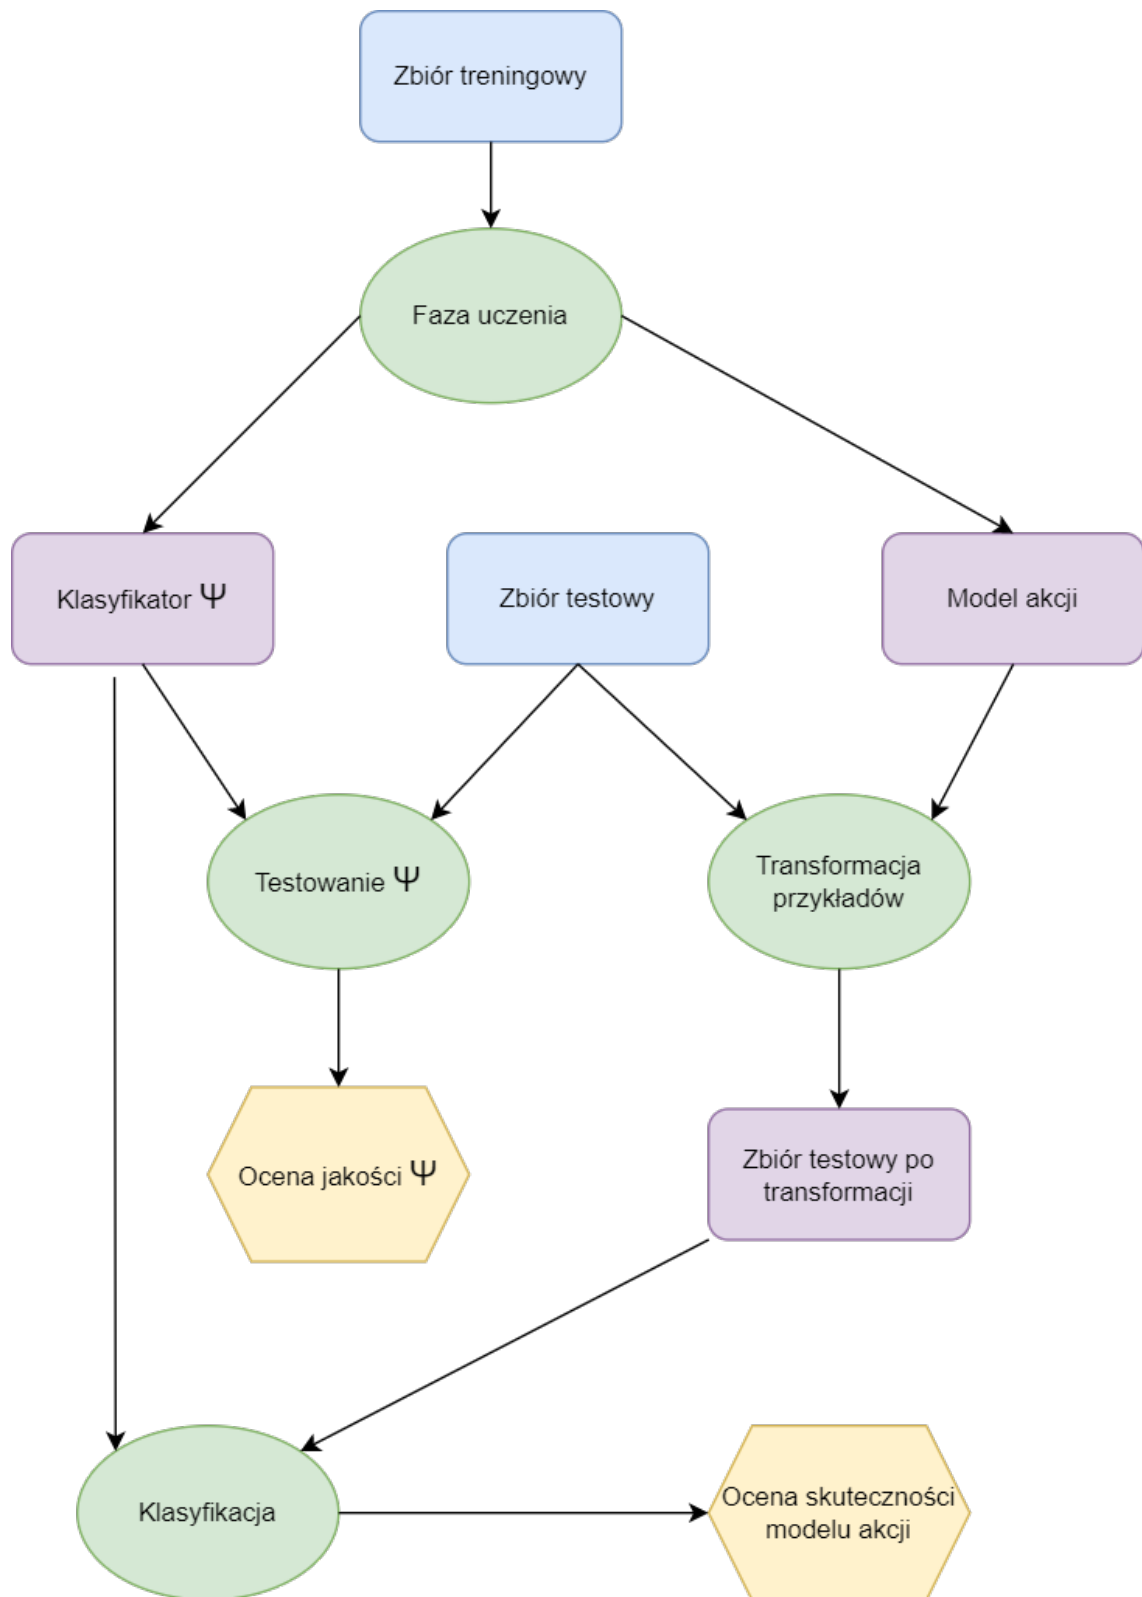 Zbiór treningowy
Faza uczenia
Klasyfikator Ψ
Zbiór testowy
Model akcji
Testowanie Ψ
Transformacja
przykładów
Ocena jakości Ψ
Zbiór testowy po
transformacji
Klasyfikacja
Ocena skuteczności
modelu akcji